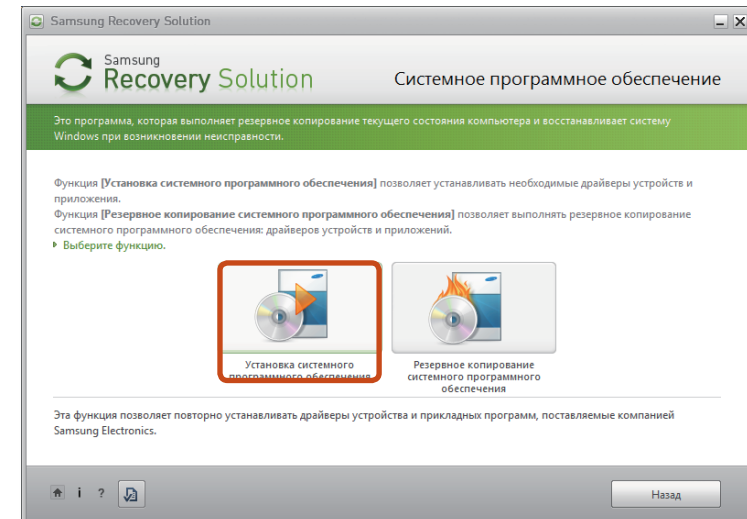 Samsung Recovery Solution
Samsung
Recovery Solution
Системное программное обеспечение
Это программа, которая выполняет резервное копирование текущего состояния компьютера и восстанавливает систему
Windows при возникновении неисправности.
Функция [Установка системного программного обеспечения] позволяет устанавливать необходимые драйверы устройств и
приложения.
Функция [Резервное копирование системного программного обеспечения] позволяет выполнять резервное копирование
системного программного обеспечения: драйверов устройств и приложений.
Выберите функцию.
Установка системного
программного обеспечения
Резервное копирование
системного программного
обеспечения
Эта функция позволяет повторно устанавливать драйверы устройства и прикладных программ, поставляемые компанией
Samsung Electronics.
i ?
Назад